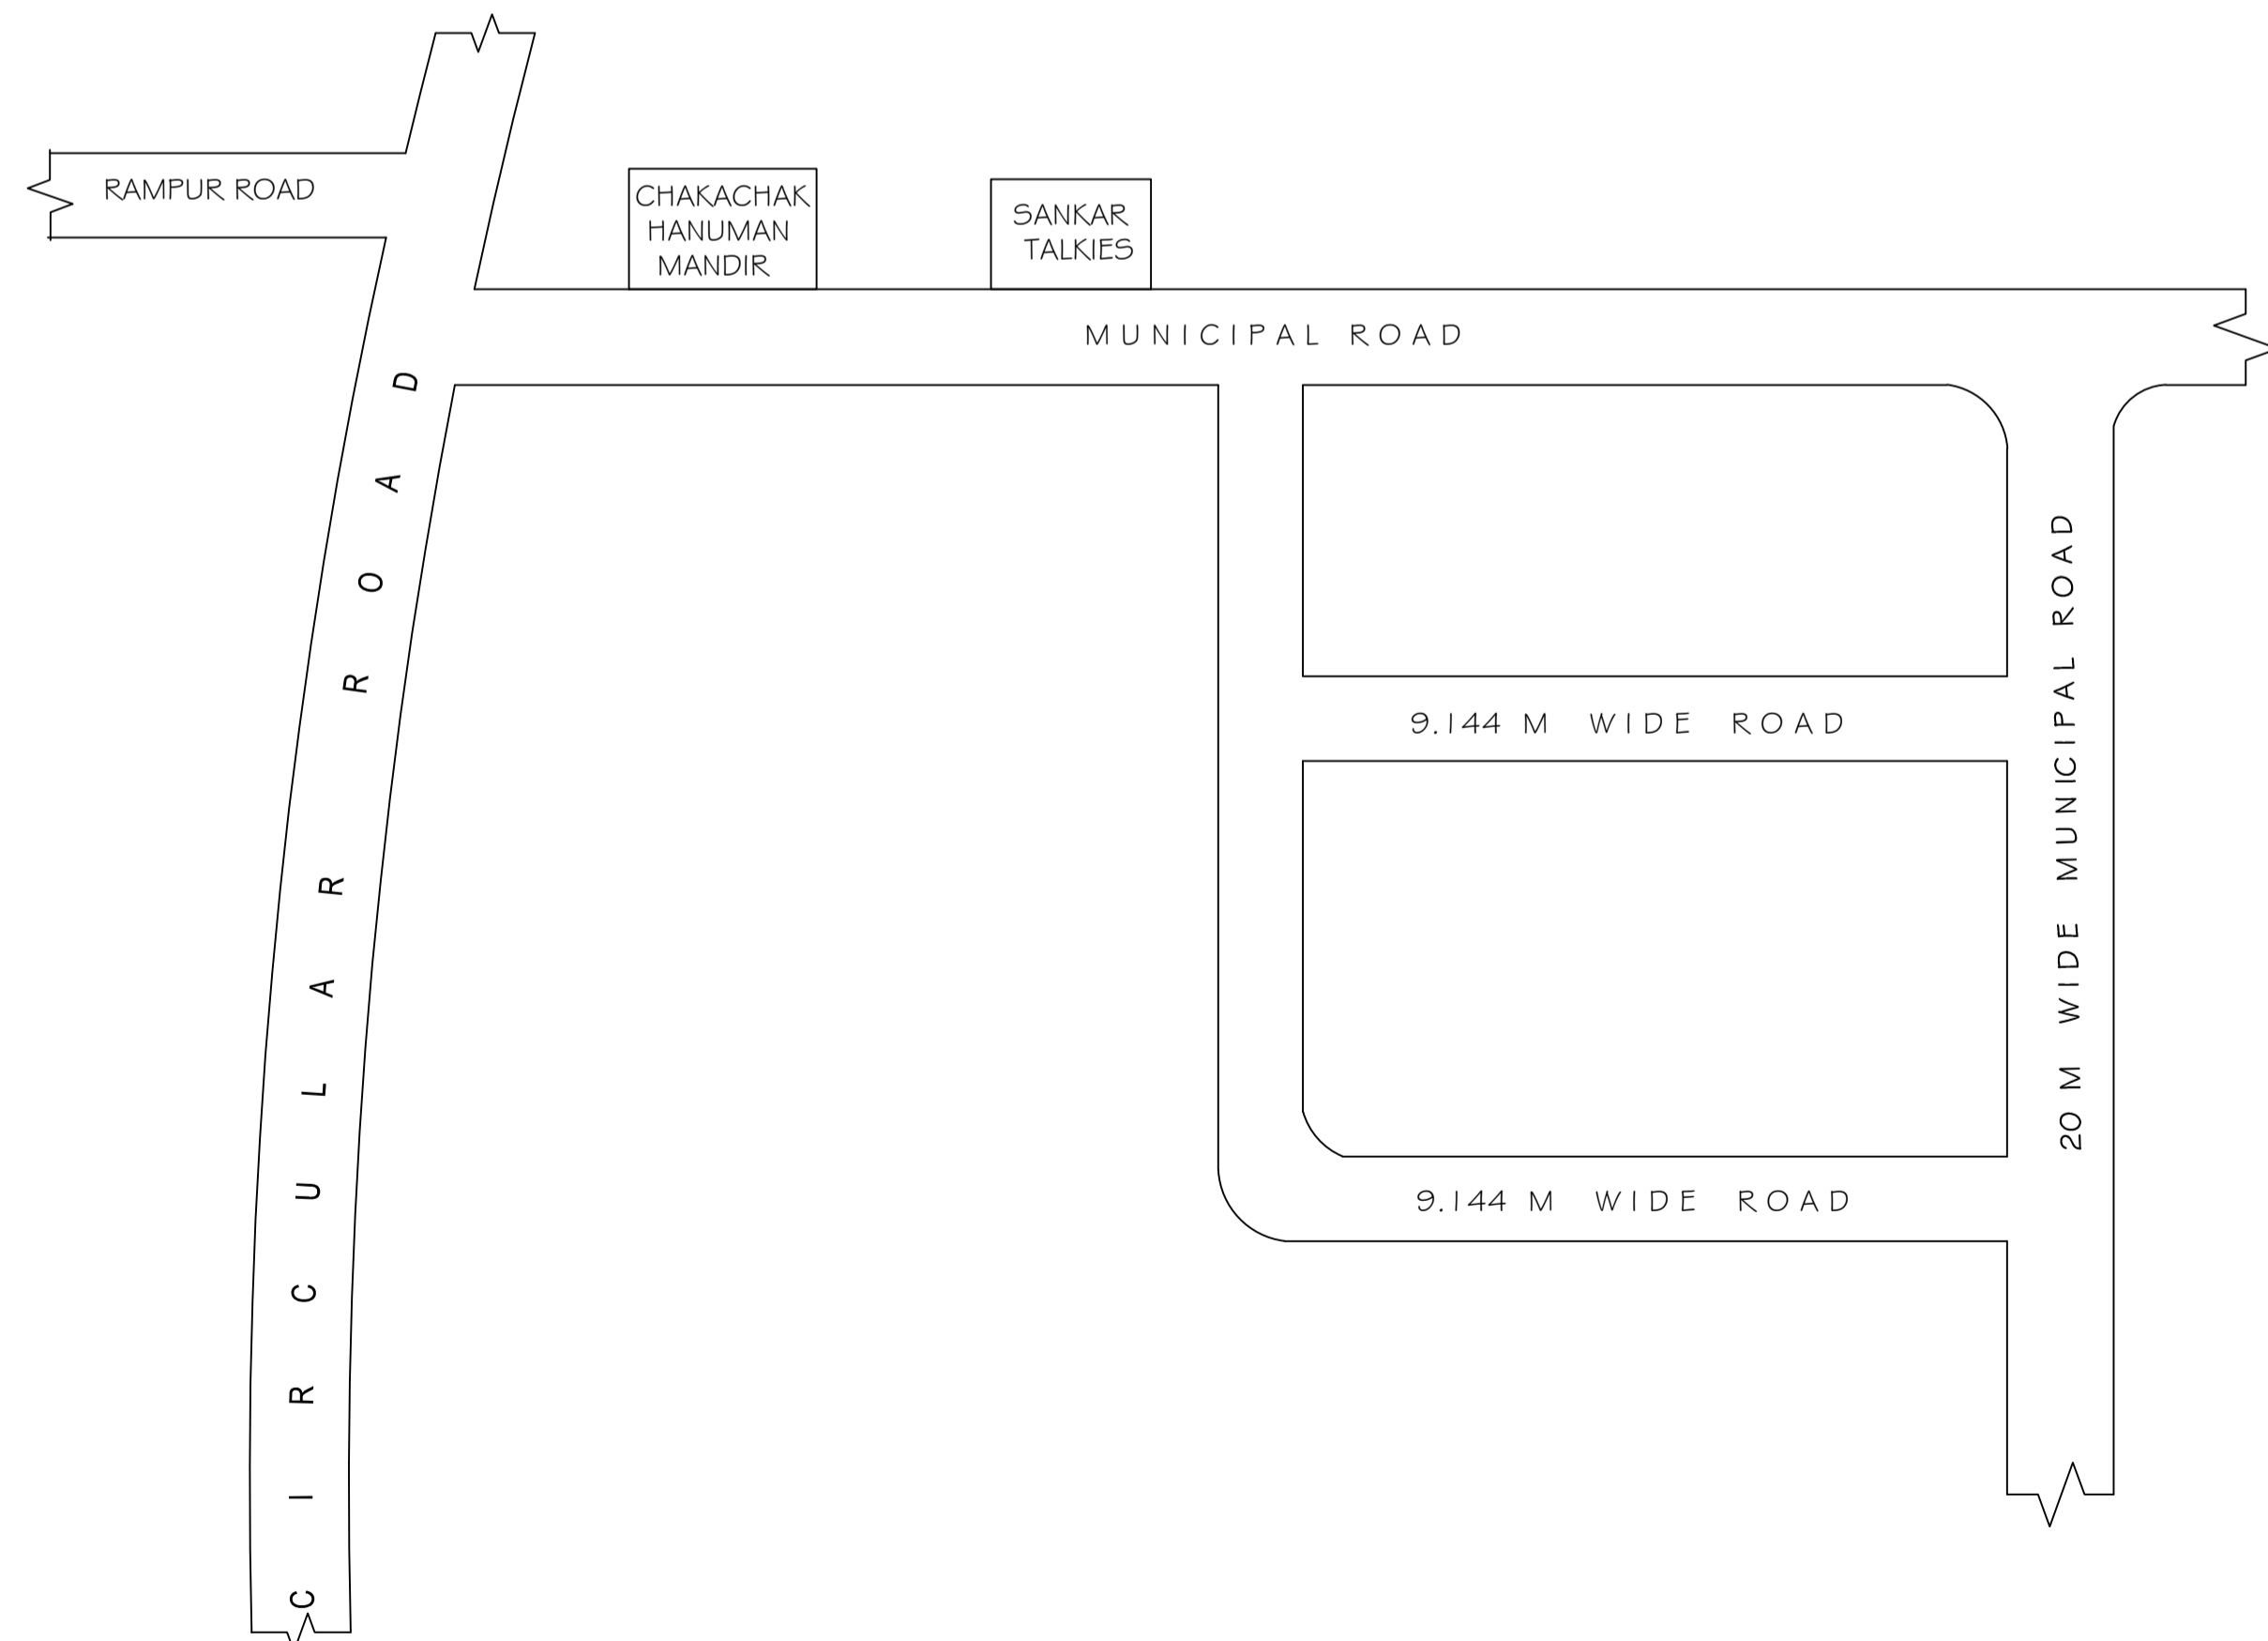 RAMPUR ROAD
CHAKACHAK
HANUMAN
MANDIR
SANKAR
TALKIES
MUNICIPAL ROAD
CIRCULAR ROAD
9.144 M WIDE ROAD
20 M WIDE MUNICIPAL ROAD
9.144 M WIDE ROAD